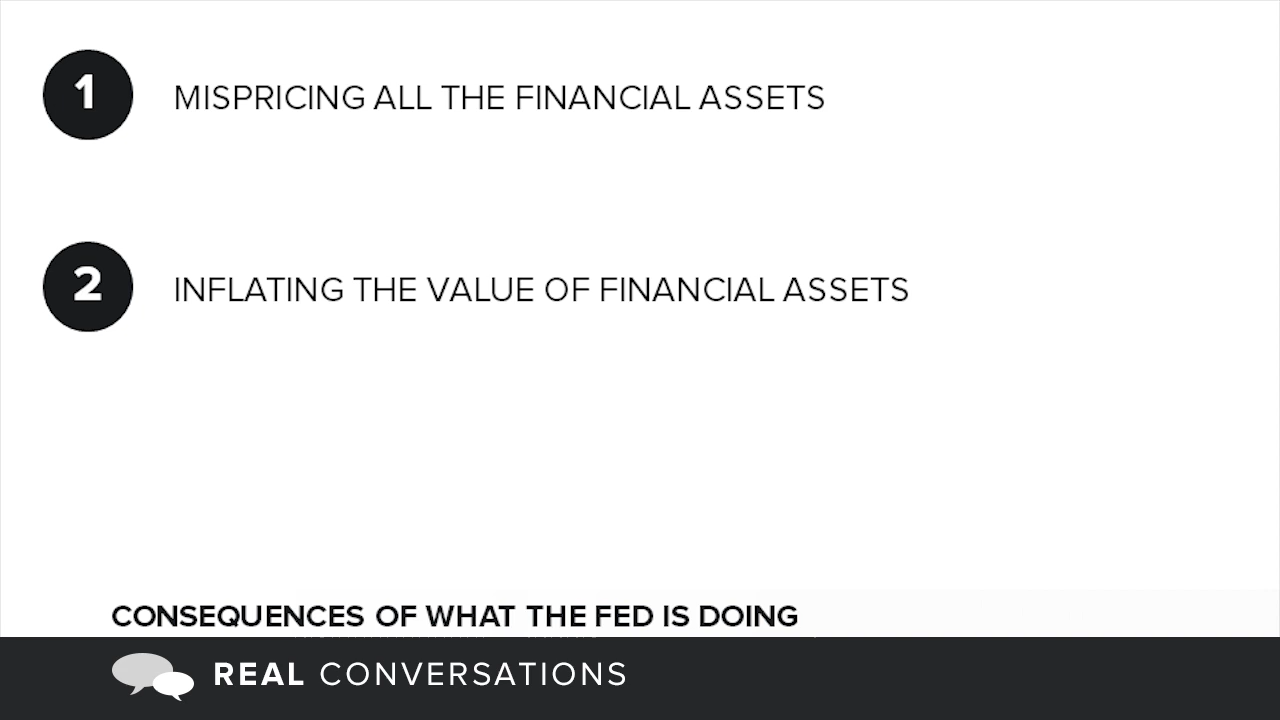 1 MISPRICING ALL THE FINANCIAL ASSETS
2 INFLATING THE VALUE OF FINANCIAL ASSETS
CONSEQUENCES OF WHAT THE FED IS DOING
REAL CONVERSATIONS